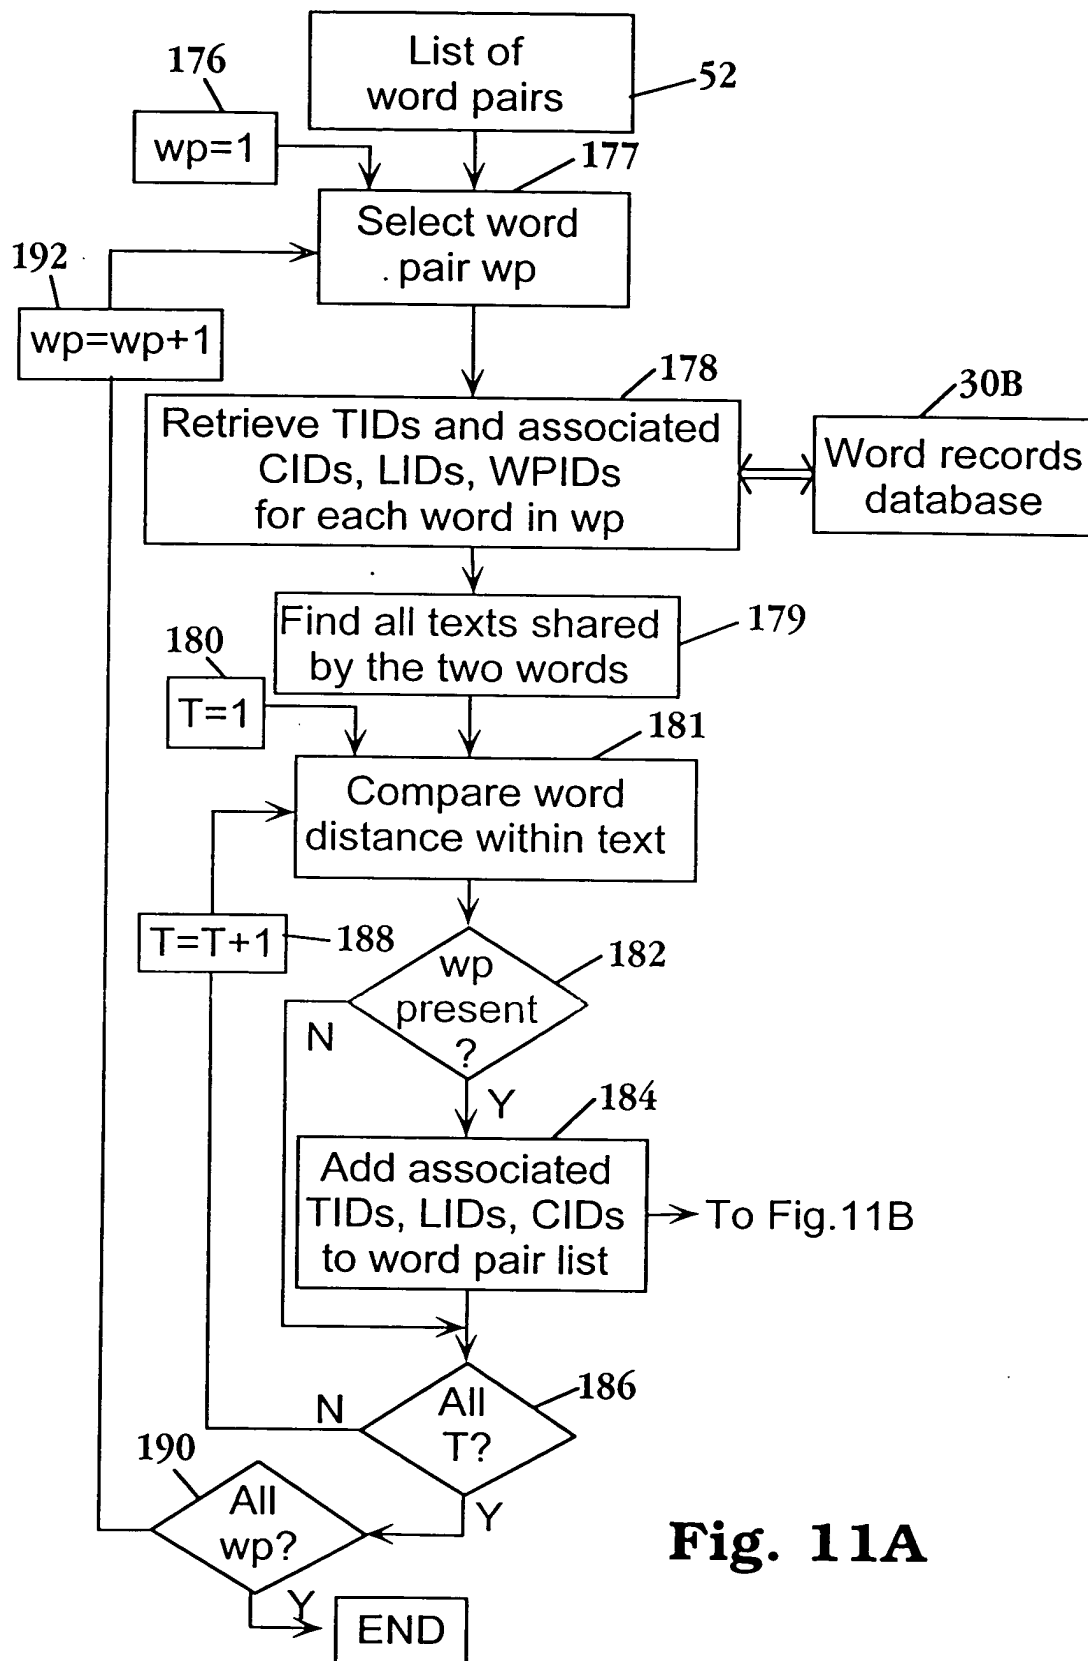 List of
word pairs
52
176
wp=1
177
Select word
pair wp
192
wp=wp+1
178
Retrieve TIDs and associated
CIDs, LIDs, WPIDs
for each word in wp
30B
Word records
database
179
Find all texts shared
by the two words
180
T=1
181
Compare word
distance within text
T=T+1
188
182
wp
present
?
N
Y
184
Add associated
TIDs, LIDs, CIDs
to word pair list
To Fig.11B
186
All
T?
N
Y
190
All
wp?
Y
END
Fig. 11A